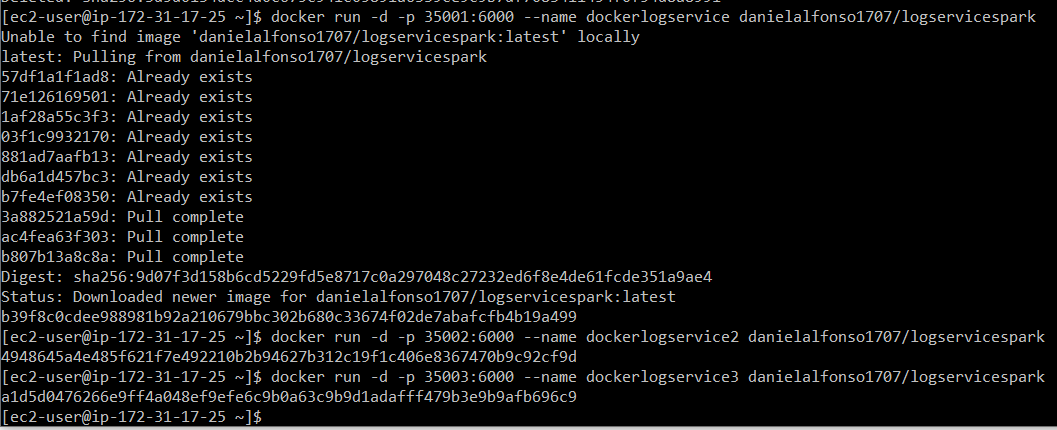 [ec2-user@ip-172-31-17-25 ~]$ docker run -d -p 35001:6000 --name dockerlogservice danielalfonso1707/logservicespark
Unable to find image 'danielalfonso1707/logservicespark:latest' locally
latest: Pulling from danielalfonso1707/logservicespark
57df1a1f1ad8: Already exists
71e126169501: Already exists
1af28a55c3f3: Already exists
03f1c9932170: Already exists
881ad7aafb13: Already exists
db6a1d457bc3: Already exists
b7fe4ef08350: Already exists
3a882521a59d: Pull complete
ac4fea63f303: Pull complete
b807b13a8c8a: Pull complete
Digest: sha256:9d07f3d158b6cd5229fd5e8717c0a297048c27232ed6f8e4de61fcde351a9ae4
Status: Downloaded newer image for danielalfonso1707/logservicespark:latest
b39f8c0cdee988981b92a210679bbc302b680c33674f02de7abafcfb4b19a499
[ec2-user@ip-172-31-17-25 ~]$ docker run -d -p 35002:6000 --name dockerlogservice2 danielalfonso1707/logservicespark
4948645a4e485f621f7e492210b2b94627b312c19f1c406e8367470b9c92cf9d
[ec2-user@ip-172-31-17-25 ~]$ docker run -d -p 35003:6000 --name dockerlogservice3 danielalfonso1707/logservicespark
a1d5d0476266e9ff4a048ef9efe6c9b0a63c9b9d1adafff479b3e9b9afb696c9
[ec2-user@ip-172-31-17-25 ~]$